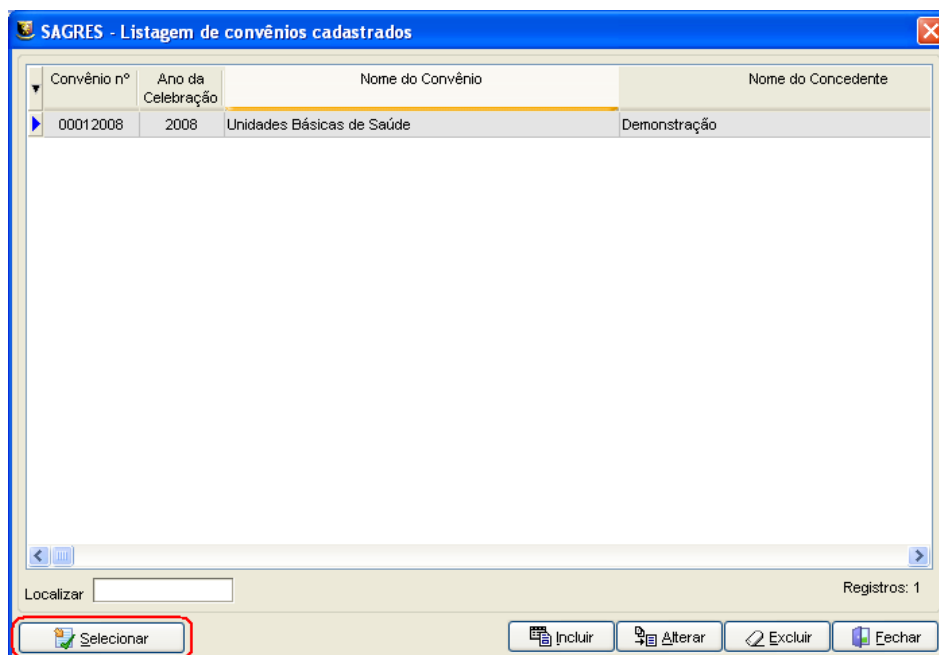 SAGRES - Listagem de convênios cadastrados
Convênio nº Ano da Celebração Nome do Convênio Nome do Concedente
00012008 2008 Unidades Básicas de Saúde Demonstração
Localizar Registros: 1
Selecionar Incluir Alterar Excluir Fechar